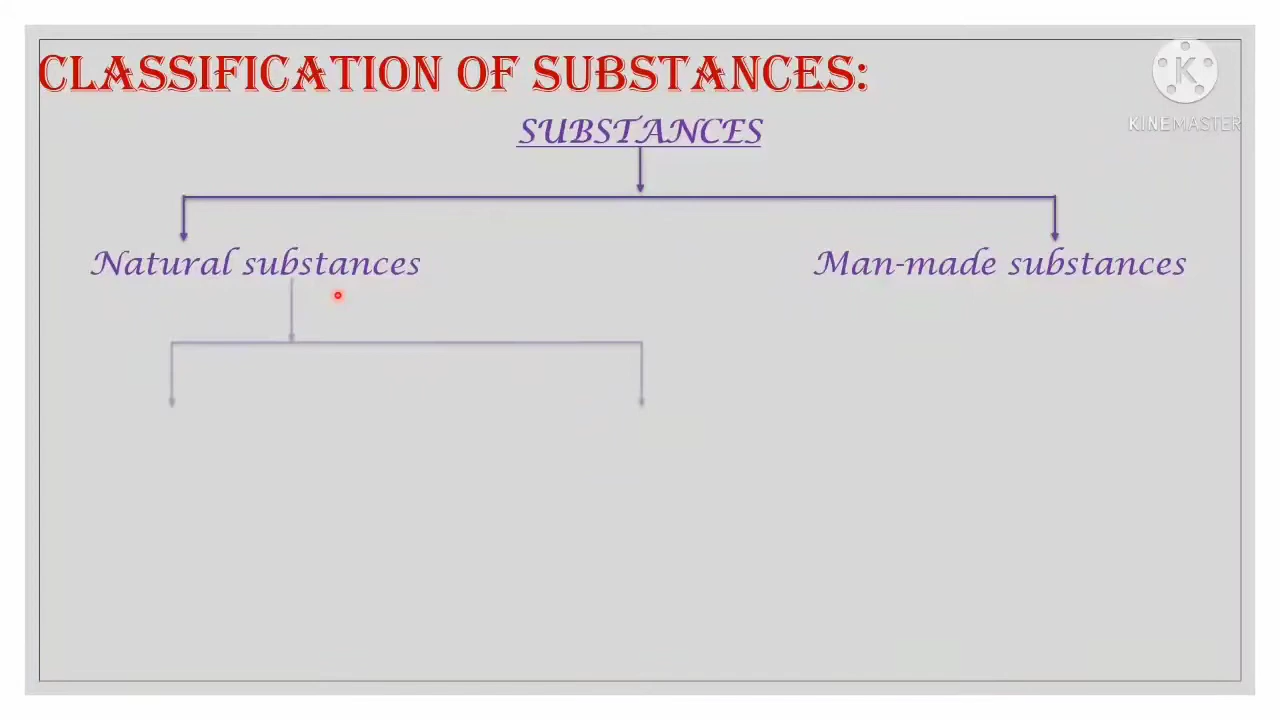 CLASSIFICATION OF SUBSTANCES:
SUBSTANCES
Natural substances
Man-made substances
K
KINEMASTER